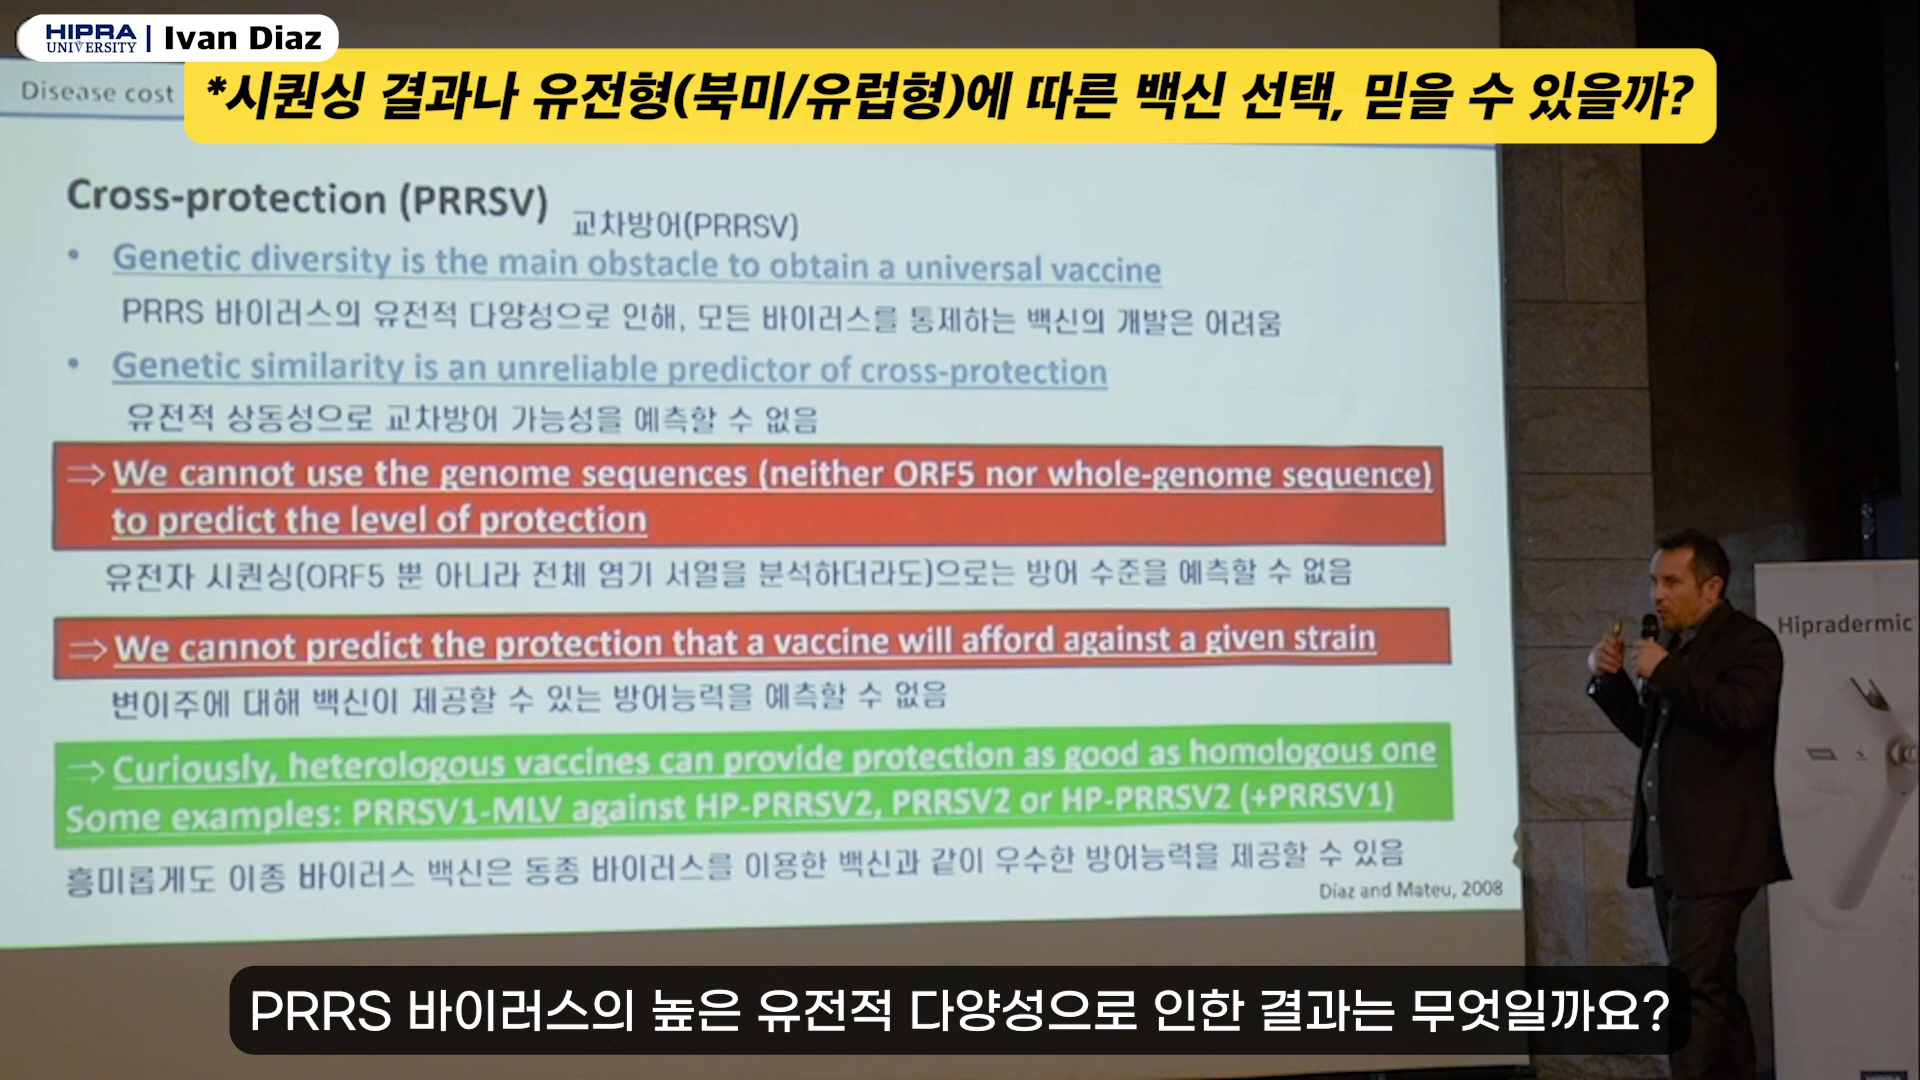 HIPRA
UNIVERSITY | Ivan Diaz
Disease cost
*시퀀싱 결과나 유전형(북미/유럽형)에 따른 백신 선택, 믿을 수 있을까?
Cross-protection (PRRSV) 교차방어(PRRSV)
• Genetic diversity is the main obstacle to obtain a universal vaccine
PRRS 바이러스의 유전적 다양성으로 인해, 모든 바이러스를 통제하는 백신의 개발은 어려움
• Genetic similarity is an unreliable predictor of cross-protection
유전적 상동성으로 교차방어 가능성을 예측할 수 없음
⇒ We cannot use the genome sequences (neither ORF5 nor whole-genome sequence)
to predict the level of protection
유전자 시퀀싱(ORF5 뿐 아니라 전체 염기 서열을 분석하더라도)으로는 방어 수준을 예측할 수 없음
⇒ We cannot predict the protection that a vaccine will afford against a given strain
변이주에 대해 백신이 제공할 수 있는 방어능력을 예측할 수 없음
⇒ Curiously, heterologous vaccines can provide protection as good as homologous one
Some examples: PRRSV1-MLV against HP-PRRSV2, PRRSV2 or HP-PRRSV2 (+PRRSV1)
흥미롭게도 이종 바이러스 백신은 동종 바이러스를 이용한 백신과 같이 우수한 방어능력을 제공할 수 있음
Díaz and Mateu, 2008
Hipradermic
PRRS 바이러스의 높은 유전적 다양성으로 인한 결과는 무엇일까요?